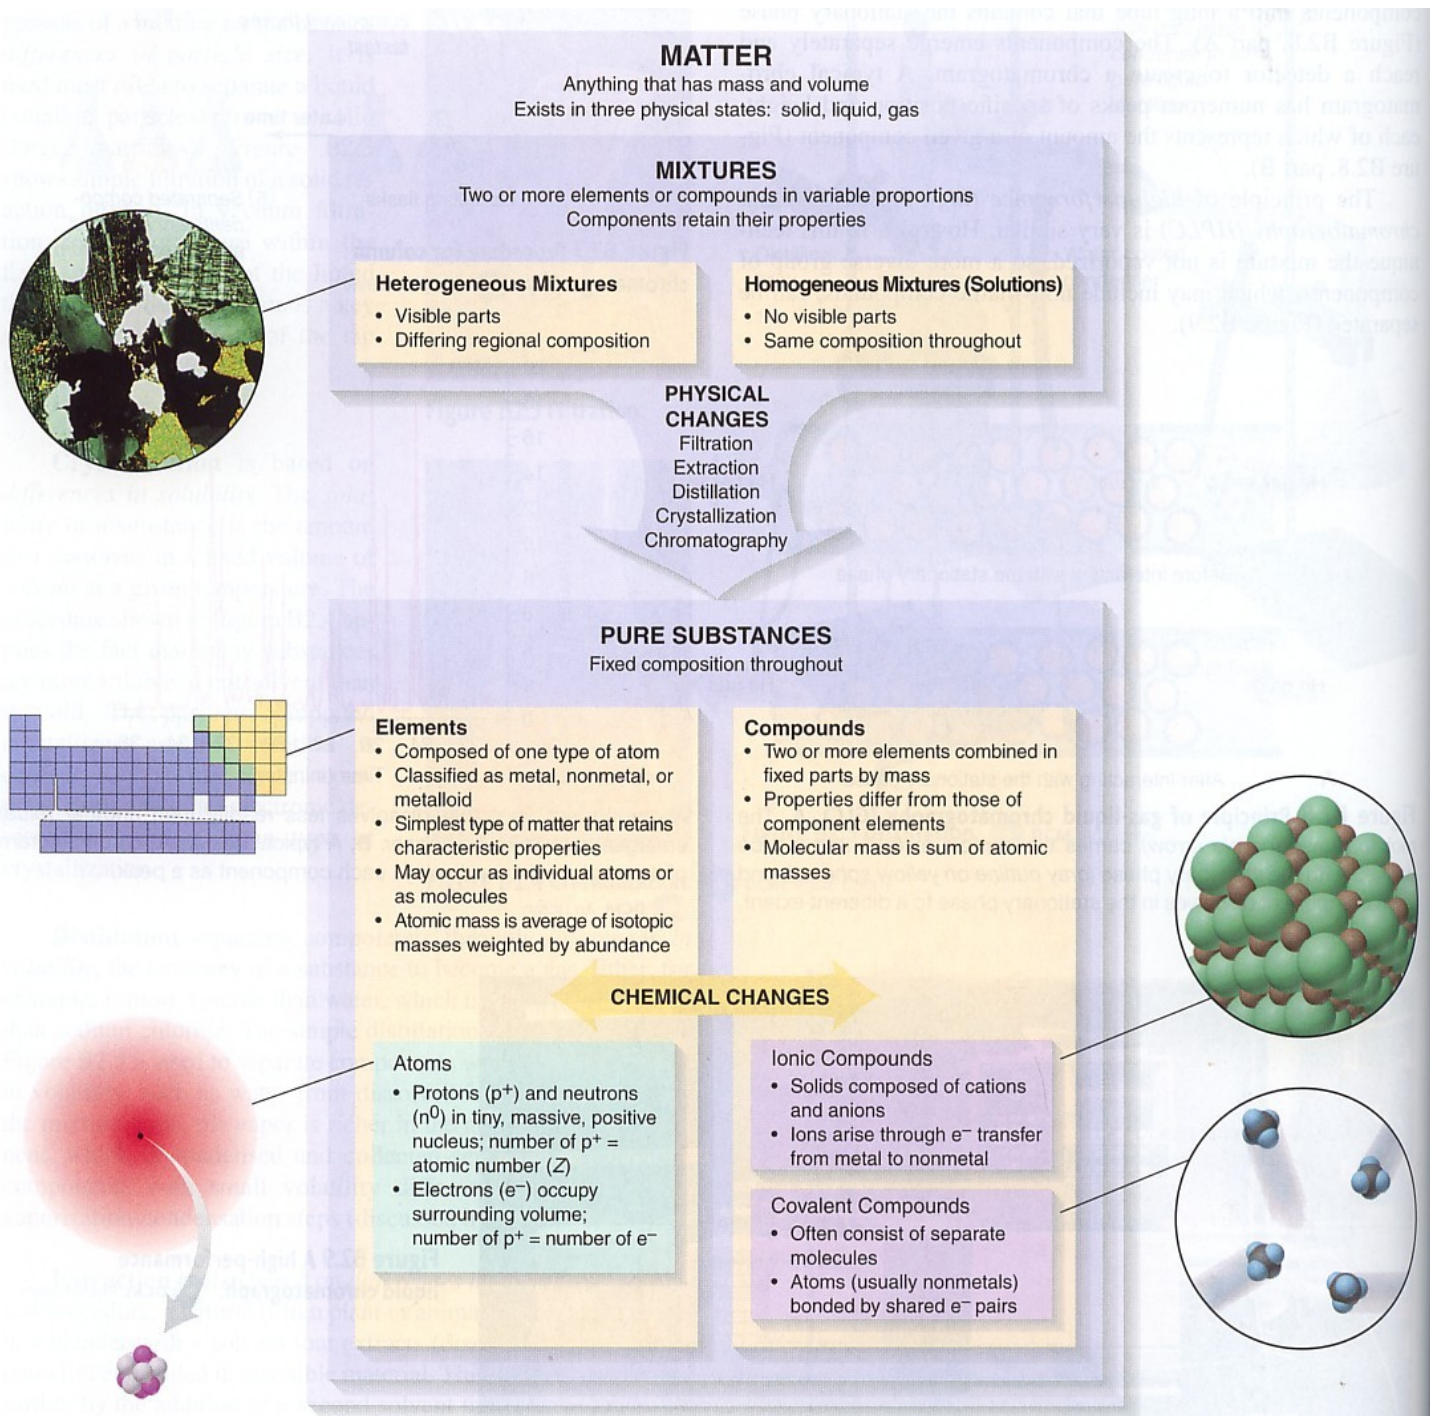 MATTER
Anything that has mass and volume
Exists in three physical states: solid, liquid, gas
MIXTURES
Two or more elements or compounds in variable proportions
Components retain their properties
Heterogeneous Mixtures
• Visible parts
• Differing regional composition
Homogeneous Mixtures (Solutions)
• No visible parts
• Same composition throughout
PHYSICAL
CHANGES
Filtration
Extraction
Distillation
Crystallization
Chromatography
PURE SUBSTANCES
Fixed composition throughout
Elements
• Composed of one type of atom
• Classified as metal, nonmetal, or
metalloid
• Simplest type of matter that retains
characteristic properties
• May occur as individual atoms or
as molecules
• Atomic mass is average of isotopic
masses weighted by abundance
Compounds
• Two or more elements combined in
fixed parts by mass
• Properties differ from those of
component elements
• Molecular mass is sum of atomic
masses
CHEMICAL CHANGES
Atoms
• Protons (p⁺) and neutrons
(n⁰) in tiny, massive, positive
nucleus; number of p⁺ =
atomic number (Z)
• Electrons (e⁻) occupy
surrounding volume;
number of p⁺ = number of e⁻
Ionic Compounds
• Solids composed of cations
and anions
• Ions arise through e⁻ transfer
from metal to nonmetal
Covalent Compounds
• Often consist of separate
molecules
• Atoms (usually nonmetals)
bonded by shared e⁻ pairs